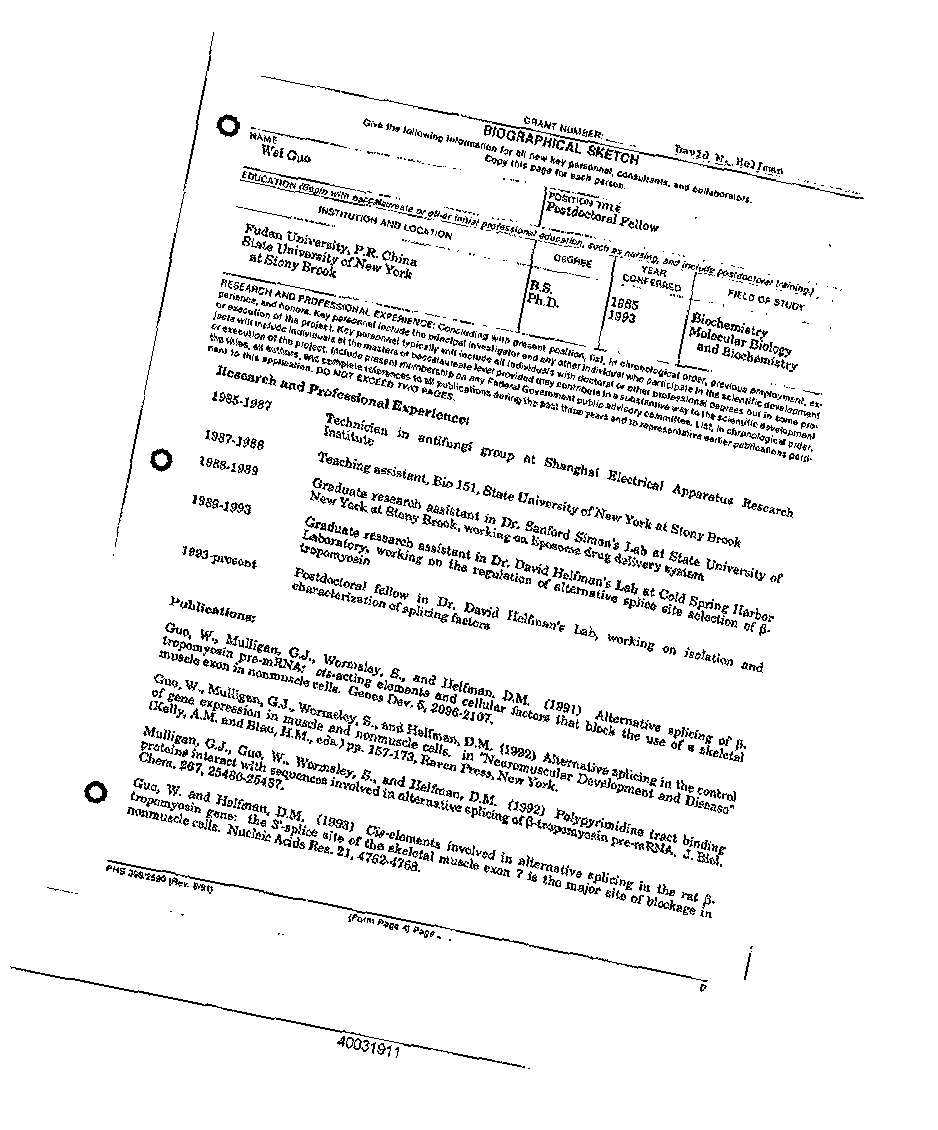 GRANT NUMBER:
David M. Helfman
BIOGRAPHICAL SKETCH
Give the following information for all new key personnel, consultants, and collaborators.
Copy this page for each person.
NAME
Wei Guo
POSITION TITLE
Postdoctoral Fellow
EDUCATION (Begin with baccalaureate or other initial professional education, such as nursing, and include postdoctoral training.)
INSTITUTION AND LOCATION
DEGREE
YEAR
CONFERRED
FIELD OF STUDY
Fudan University, P.R. China
B.S.
1985
Biochemistry
State University of New York
Ph.D.
1993
Molecular Biology
at Stony Brook
and Biochemistry
RESEARCH AND PROFESSIONAL EXPERIENCE: Concluding with present position, list, in chronological order, previous employment, ex-
perience, and honors. Key personnel include the principal investigator and any other individuals who participate in the scientific development
or execution of the project. Key personnel typically will include all individuals with doctoral or other professional degrees but in some pro-
jects will include individuals at the masters or baccalaureate level provided they contribute in a substantive way to the scientific development
or execution of the project. Include present membership on any Federal Government public advisory committee. List, in chronological order,
the titles, all authors, and complete references to all publications during the past three years and to representative earlier publications perti-
nent to this application. DO NOT EXCEED TWO PAGES.
Research and Professional Experience:
1985-1987 Technician in antifungi group at Shanghai Electrical Apparatus Research
Institute
1987-1988 Teaching assistant, Bio 151, State University of New York at Stony Brook
1988-1989 Graduate research assistant in Dr. Sanford Simon's Lab at State University of
New York at Stony Brook, working on liposome drug delivery system
1989-1993 Graduate research assistant in Dr. David Helfman's Lab at Cold Spring Harbor
Laboratory, working on the regulation of alternative splice site selection of β-
tropomyosin
1993-present Postdoctoral fellow in Dr. David Helfman's Lab, working on isolation and
characterization of splicing factors
Publications:
Guo, W., Mulligan, G.J., Wormsley, S., and Helfman, D.M. (1991) Alternative splicing of β-
tropomyosin pre-mRNA: cis-acting elements and cellular factors that block the use of a skeletal
muscle exon in nonmuscle cells. Genes Dev. 5, 2096-2107.
Guo, W., Mulligan, G.J., Wormsley, S., and Helfman, D.M. (1992) Alternative splicing in the control
of gene expression in muscle and nonmuscle cells. in "Neuromuscular Development and Disease"
(Kelly, A.M. and Blau, H.M., eds.) pp. 157-173, Raven Press, New York.
Mulligan, G.J., Guo, W., Wormsley, S., and Helfman, D.M. (1992) Polypyrimidine tract binding
proteins interact with sequences involved in alternative splicing of β-tropomyosin pre-mRNA. J. Biol.
Chem. 267, 25480-25487.
Guo, W. and Helfman, D.M. (1993) Cis-elements involved in alternative splicing in the rat β-
tropomyosin gene: the 3'-splice site of the skeletal muscle exon 7 is the major site of blockage in
nonmuscle cells. Nucleic Acids Res. 21, 4762-4768.
PHS 398/2590 (Rev. 9/91)
(Form Page 4) Page
40031911